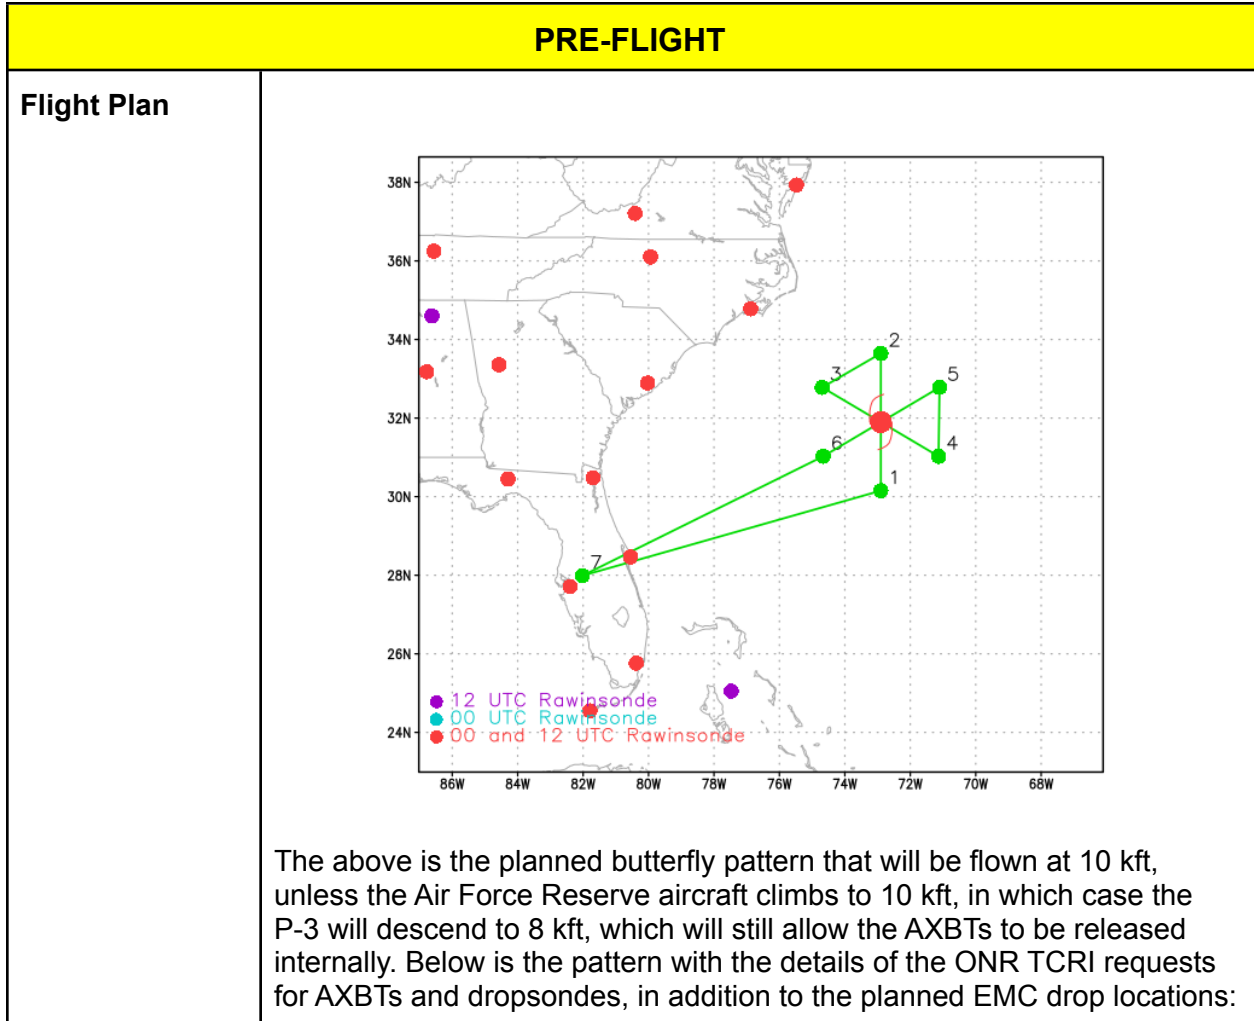 PRE-FLIGHT
Flight Plan
38N
36N
34N
32N
30N
28N
26N
24N
2
3
5
6
4
1
7
12 UTC Rawinsonde
00 UTC Rawinsonde
00 and 12 UTC Rawinsonde
86W 84W 82W 80W 78W 76W 74W 72W 70W 68W
The above is the planned butterfly pattern that will be flown at 10 kft,
unless the Air Force Reserve aircraft climbs to 10 kft, in which case the
P-3 will descend to 8 kft, which will still allow the AXBTs to be released
internally. Below is the pattern with the details of the ONR TCRI requests
for AXBTs and dropsondes, in addition to the planned EMC drop locations: